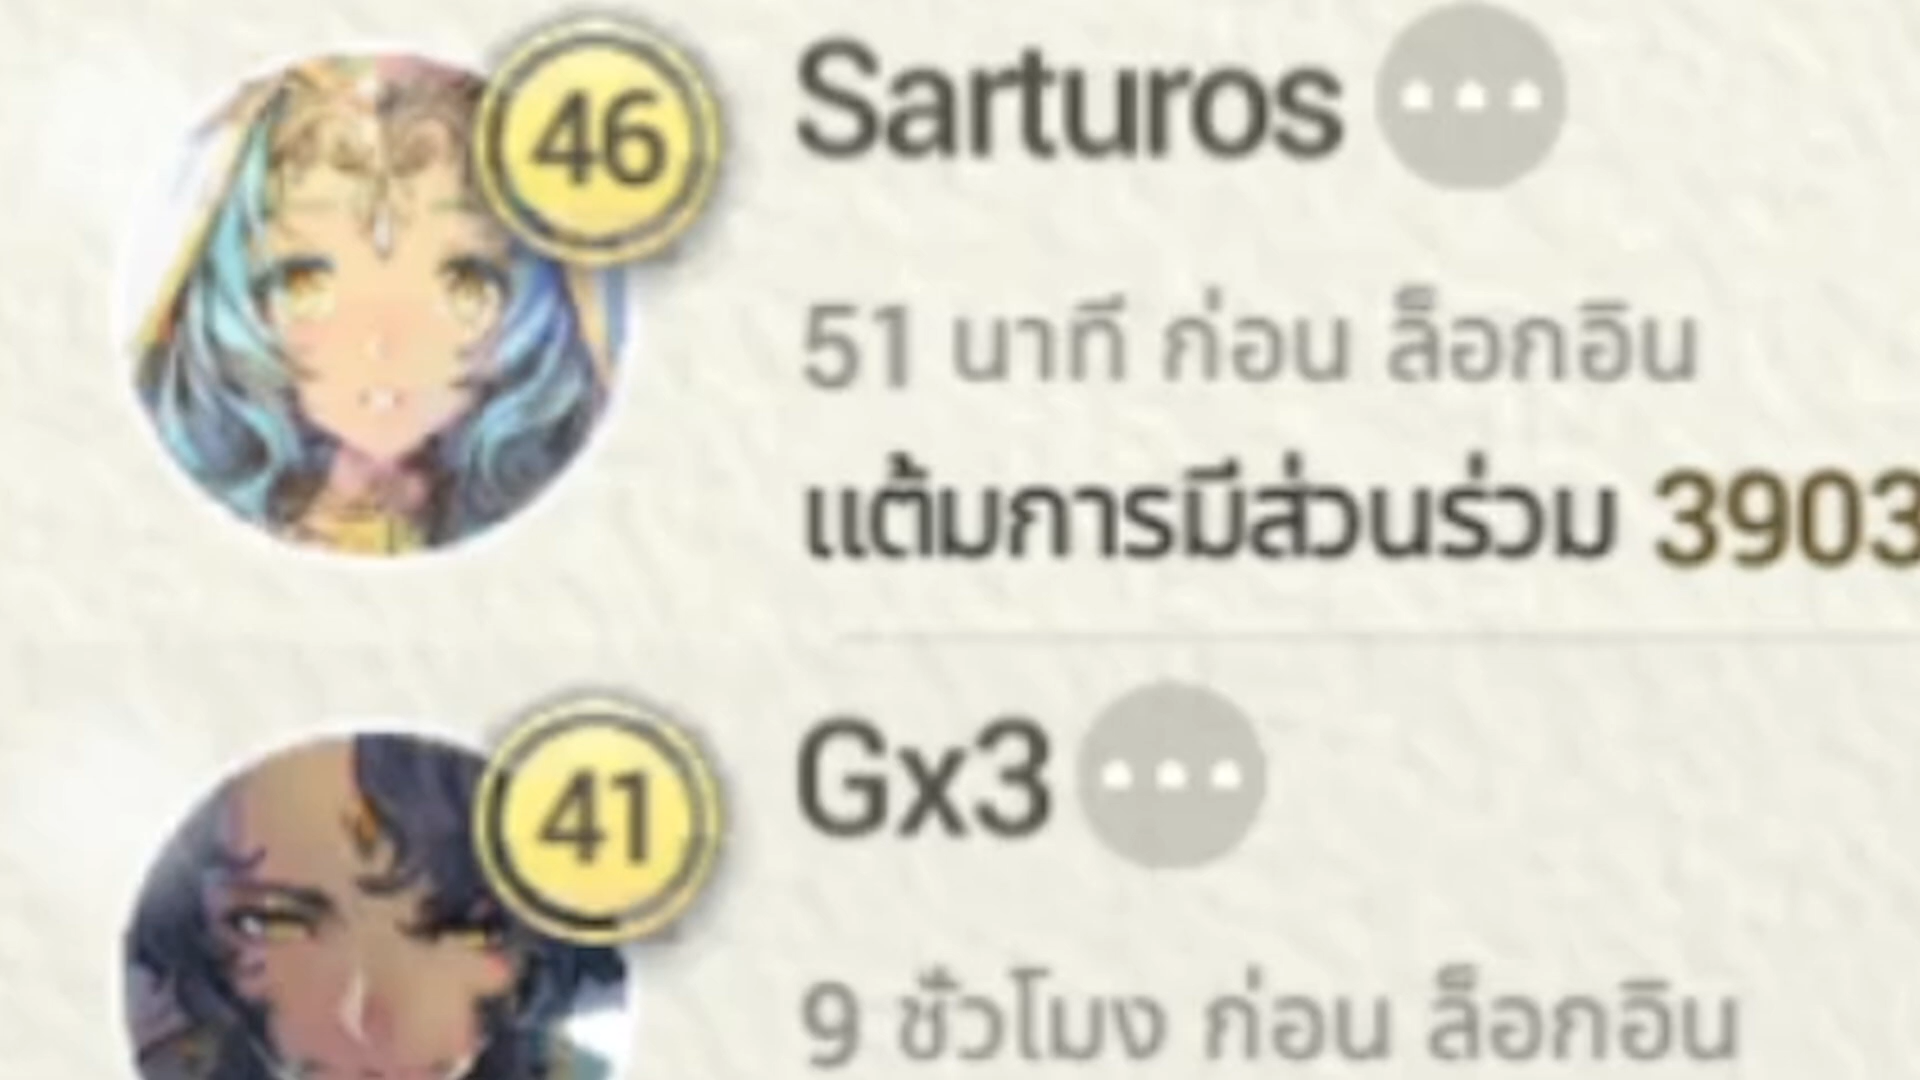 46
Sarturos
51 นาที ก่อน ล็อกอิน
แต้มการมีส่วนร่วม 3903
41
Gx3
9 ชั่วโมง ก่อน ล็อกอิน